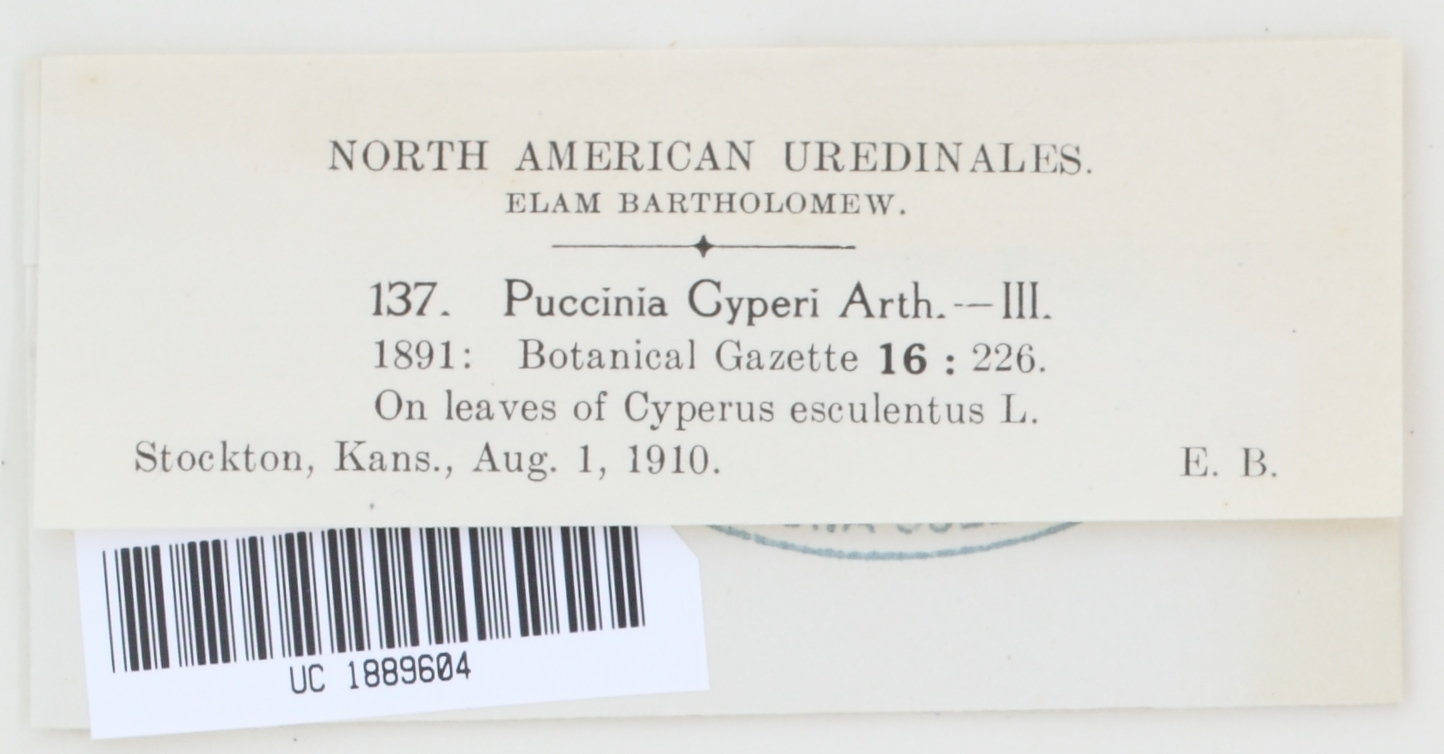 NORTH AMERICAN UREDINALES.
ELAM BARTHOLOMEW.
137. Puccinia Cyperi Arth.—III.
1891: Botanical Gazette 16 : 226.
On leaves of Cyperus esculentus L.
Stockton, Kans., Aug. 1, 1910. E. B.
UC 1889604